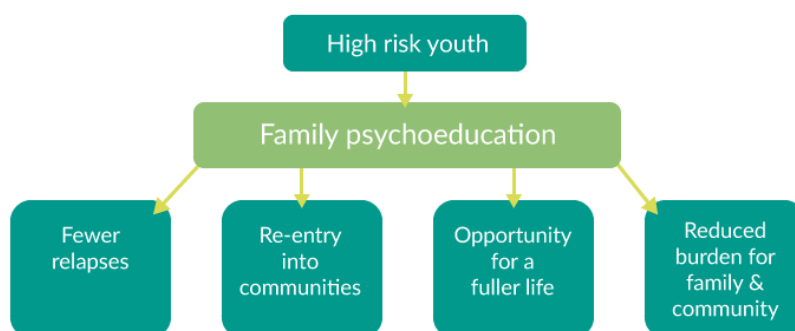 High risk youth
Family psychoeducation
Fewer
relapses
Re-entry
into
communities
Opportunity
for a
fuller life
Reduced
burden for
family &
community